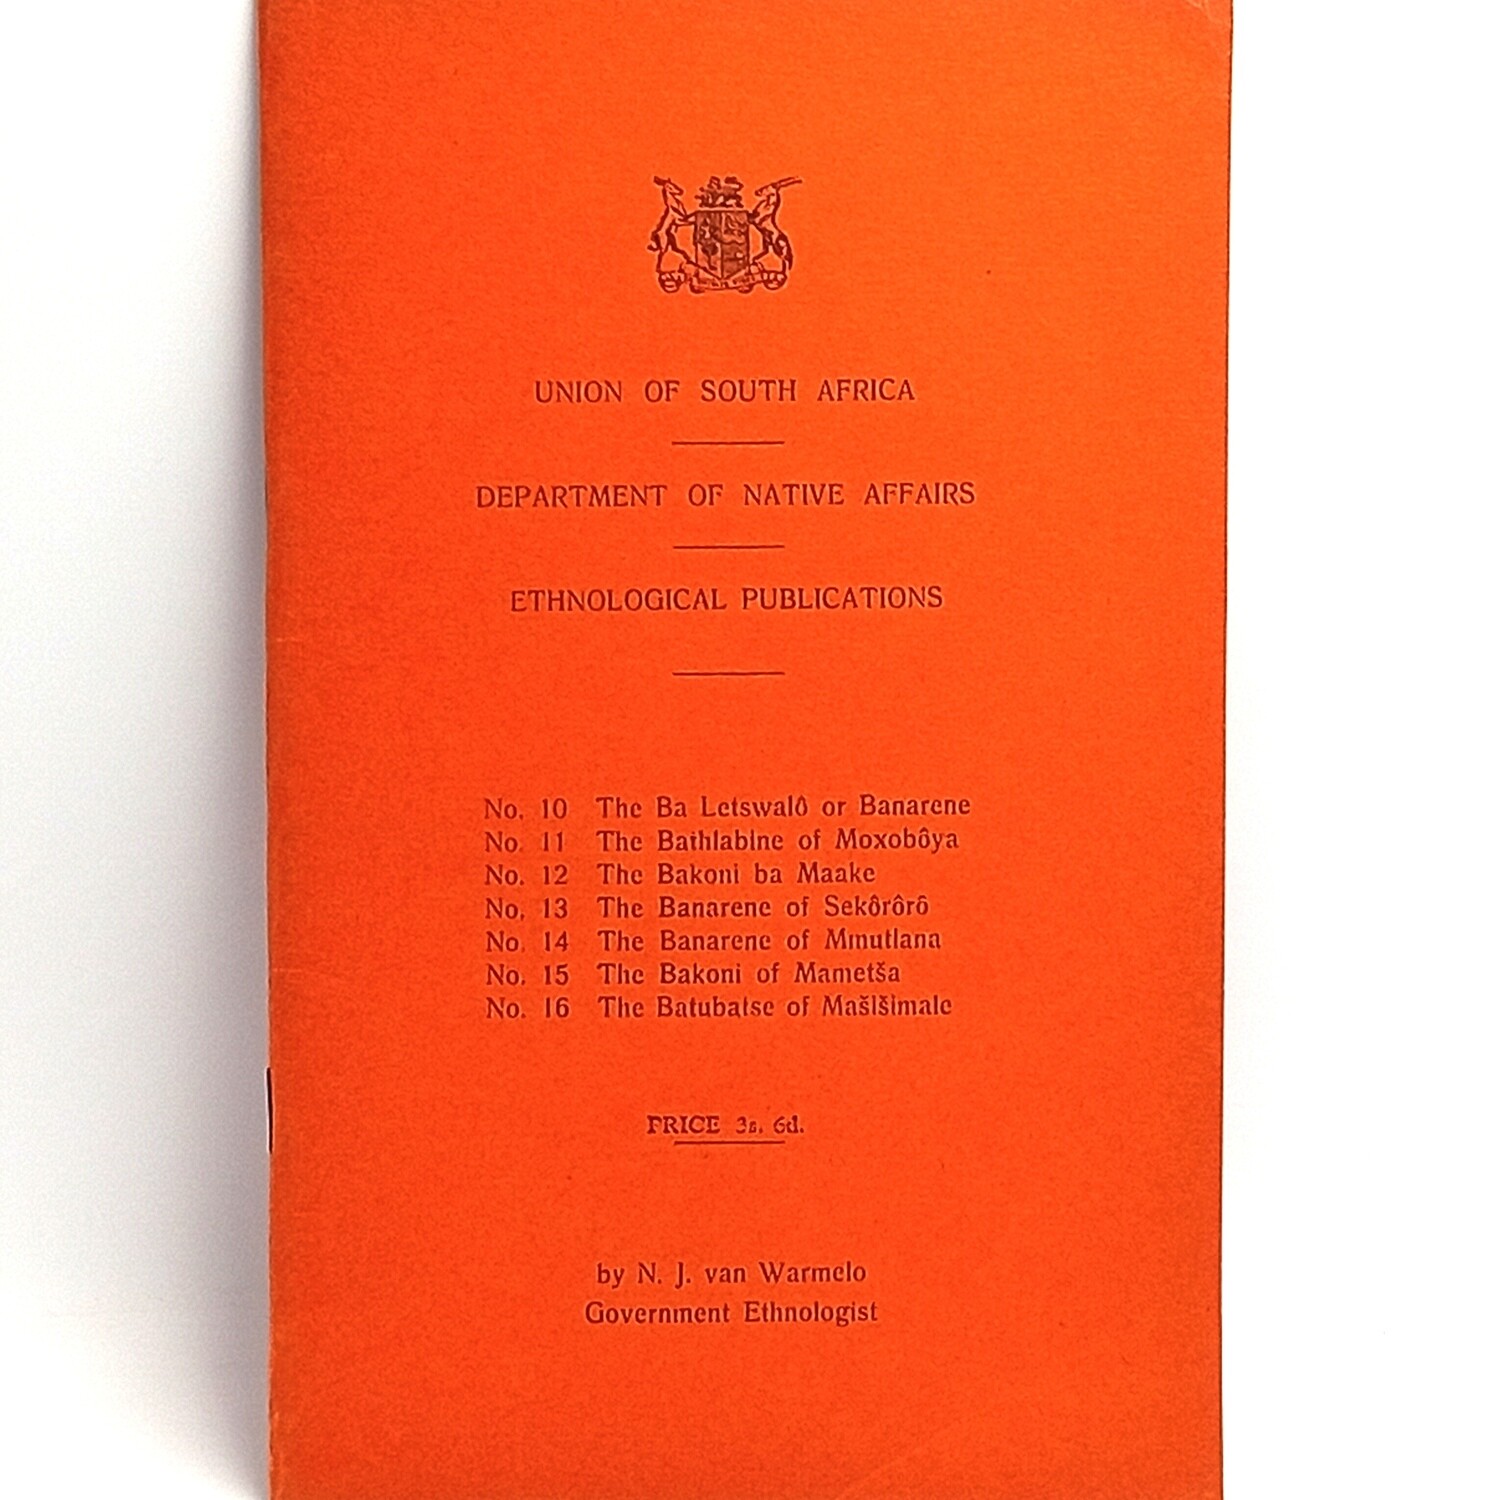 UNION OF SOUTH AFRICA
DEPARTMENT OF NATIVE AFFAIRS
ETHNOLOGICAL PUBLICATIONS
No. 10 The Ba Letswalô or Banarene
No. 11 The Bathlabine of Moxobôya
No. 12 The Bakoni ba Maake
No. 13 The Banarene of Sekôrôrô
No. 14 The Banarene of Mmutlana
No. 15 The Bakoni of Mametša
No. 16 The Batubatse of Mašišimale
PRICE 3s. 6d.
by N. J. van Warmelo
Government Ethnologist